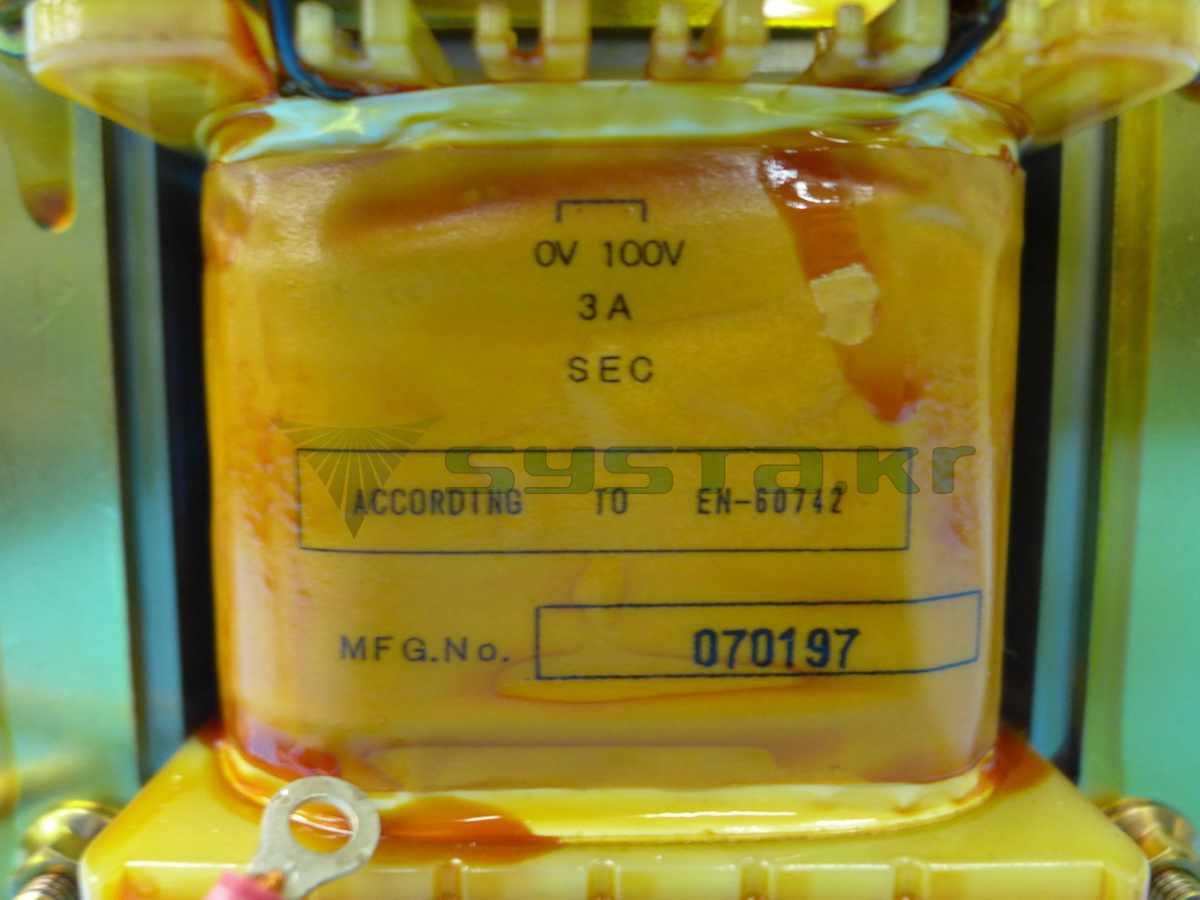 0V 100V
3A
SEC
systa.kr
ACCORDING TO EN-60742
MFG.No. 070197